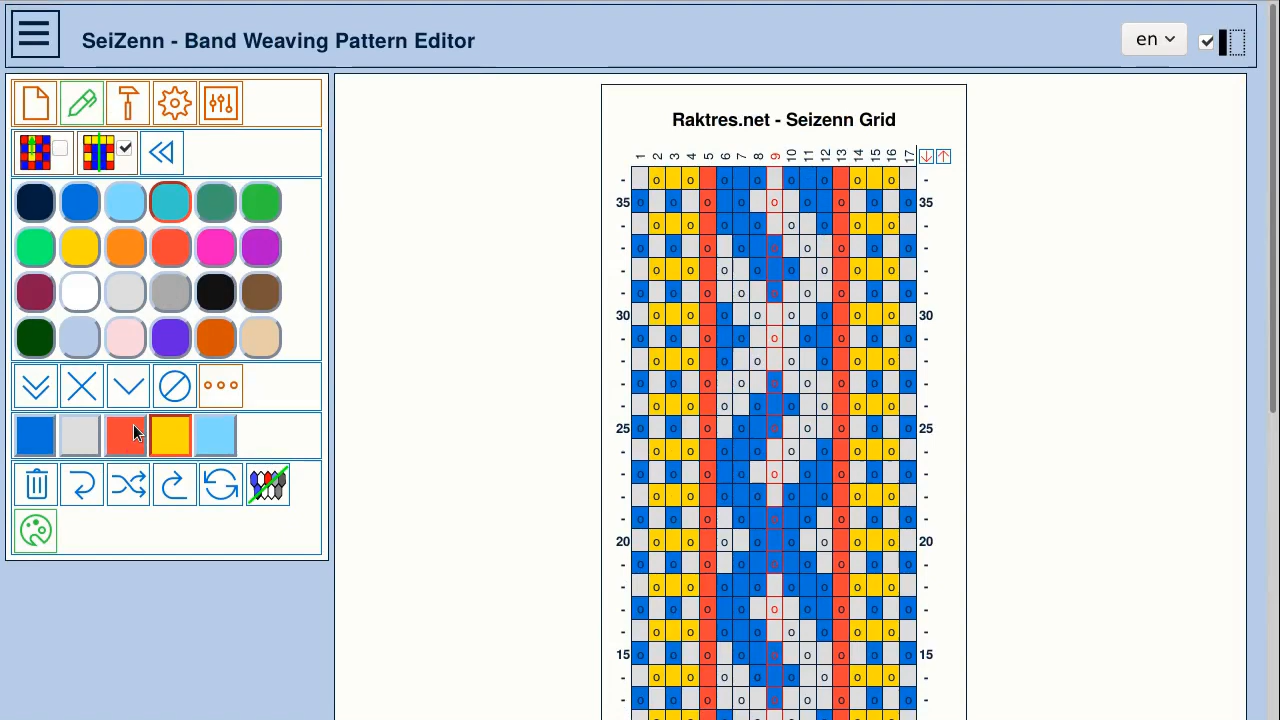 SeiZenn - Band Weaving Pattern Editor
en
Raktres.net - Seizenn Grid
1 2 3 4 5 6 7 8 9 10 11 12 13 14 15 16 17
35 35
30 30
25 25
20 20
15 15